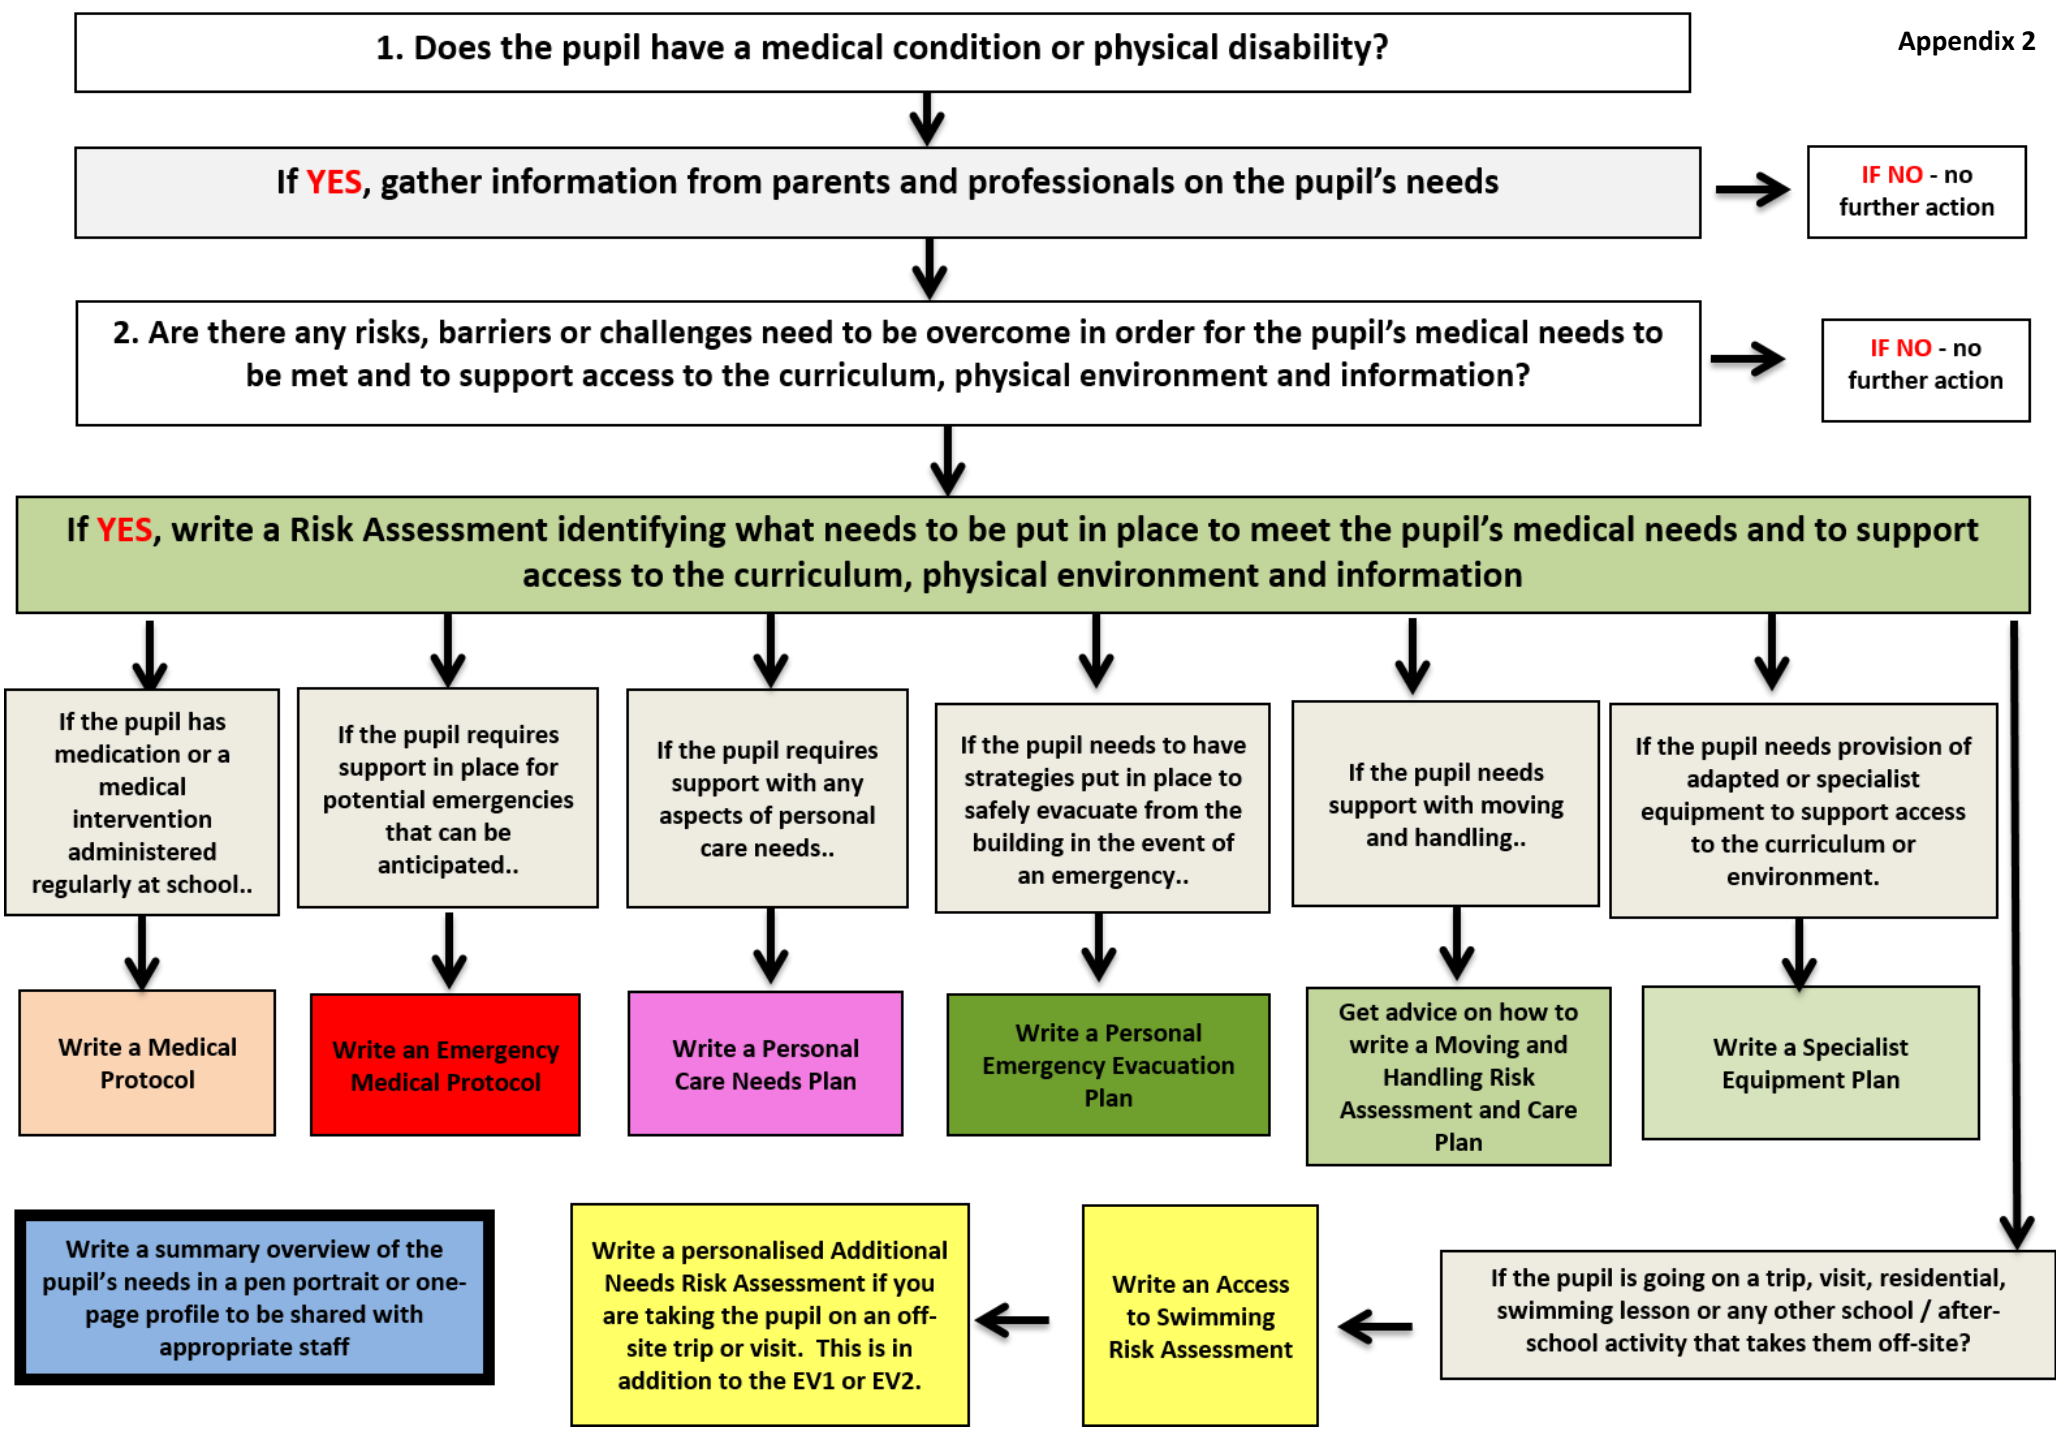 Appendix 2
1. Does the pupil have a medical condition or physical disability?
If YES, gather information from parents and professionals on the pupil's needs
IF NO - no
further action
2. Are there any risks, barriers or challenges need to be overcome in order for the pupil's medical needs to
be met and to support access to the curriculum, physical environment and information?
IF NO - no
further action
If YES, write a Risk Assessment identifying what needs to be put in place to meet the pupil's medical needs and to support
access to the curriculum, physical environment and information
If the pupil has
medication or a
medical
intervention
administered
regularly at school..
If the pupil requires
support in place for
potential emergencies
that can be
anticipated..
If the pupil requires
support with any
aspects of personal
care needs..
If the pupil needs to have
strategies put in place to
safely evacuate from the
building in the event of
an emergency..
If the pupil needs
support with moving
and handling..
If the pupil needs provision of
adapted or specialist
equipment to support access
to the curriculum or
environment.
Write a Medical
Protocol
Write an Emergency
Medical Protocol
Write a Personal
Care Needs Plan
Write a Personal
Emergency Evacuation
Plan
Get advice on how to
write a Moving and
Handling Risk
Assessment and Care
Plan
Write a Specialist
Equipment Plan
Write a summary overview of the
pupil's needs in a pen portrait or one-
page profile to be shared with
appropriate staff
Write a personalised Additional
Needs Risk Assessment if you
are taking the pupil on an off-
site trip or visit.  This is in
addition to the EV1 or EV2.
Write an Access
to Swimming
Risk Assessment
If the pupil is going on a trip, visit, residential,
swimming lesson or any other school / after-
school activity that takes them off-site?